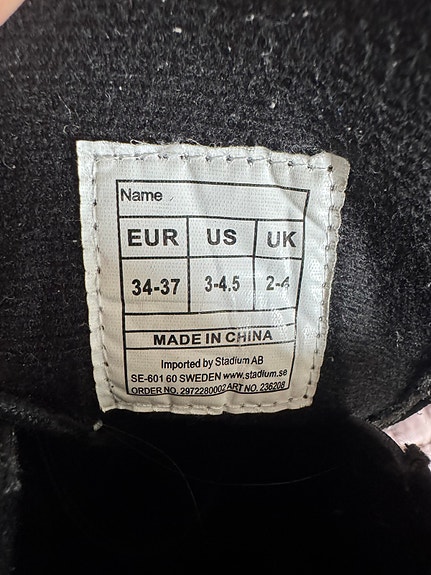 Name
EUR US UK
34-37 3-4.5 2-4
MADE IN CHINA
Imported by Stadium AB
SE-601 60 SWEDEN www.stadium.se
ORDER NO. 2972280002 ART NO. 236208